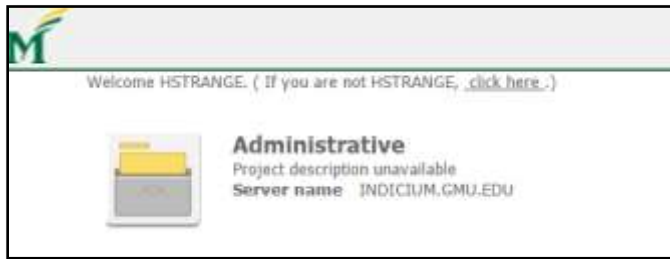 M
Welcome HSTRANGE. ( If you are not HSTRANGE, click here .)
Administrative
Project description unavailable
Server name INDICIUM.GMU.EDU